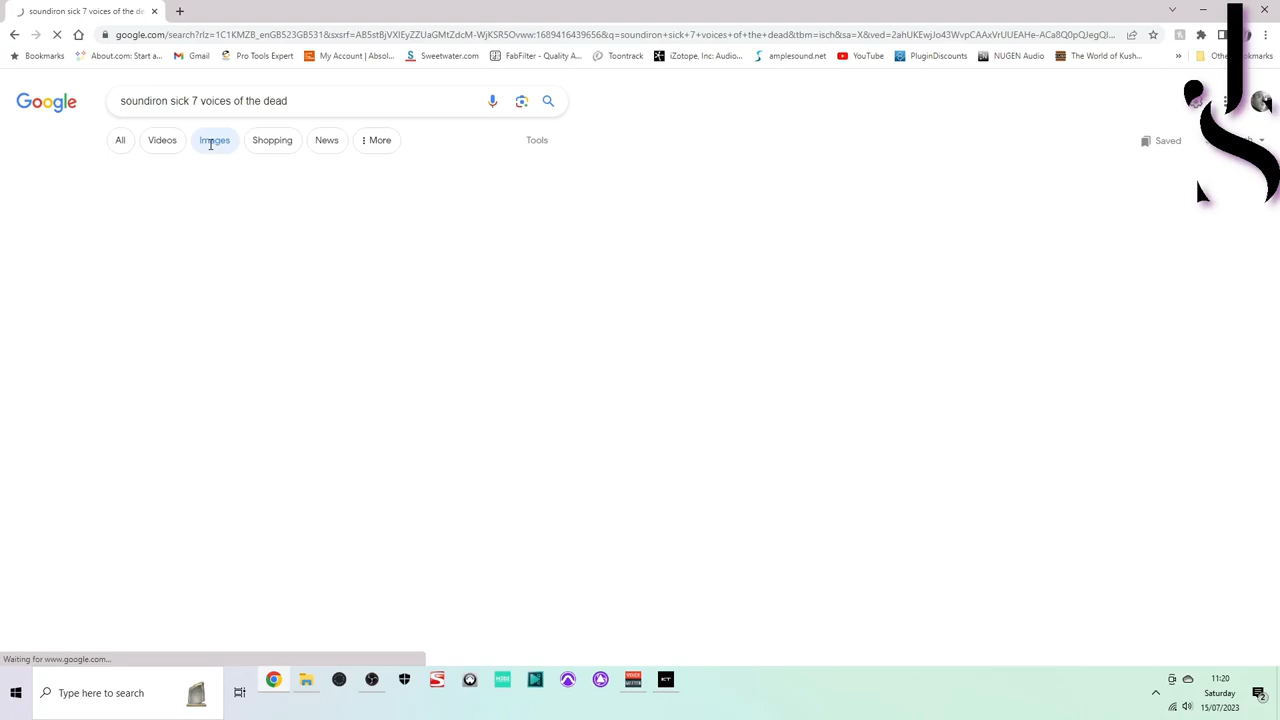 soundiron sick 7 voices of the de
google.com/search?rlz=1C1KMZB_enGB523GB531&sxsrf=AB5stBjVXIEyZZUaGMtZdcM-WjKSR5Ovww:1689416439656&q=soundiron+sick+7+voices+of+the+dead&tbm=isch&sa=X&ved=2ahUKEwjJo43WvpCAAxVrUUEAHe-ACa8Q0pQJegQI...
Bookmarks
About.com: Start a...
Gmail
Pro Tools Expert
My Account | Absol...
Sweetwater.com
FabFilter - Quality A...
Toontrack
iZotope, Inc: Audio...
amplesound.net
YouTube
PluginDiscounts
NUGEN Audio
The World of Kush...
»
Bookmarks
Google
soundiron sick 7 voices of the dead
All
Videos
Images
Shopping
News
More
Tools
Saved
JS
Waiting for www.google.com...
Type here to search
11:20
Saturday
15/07/2023
2